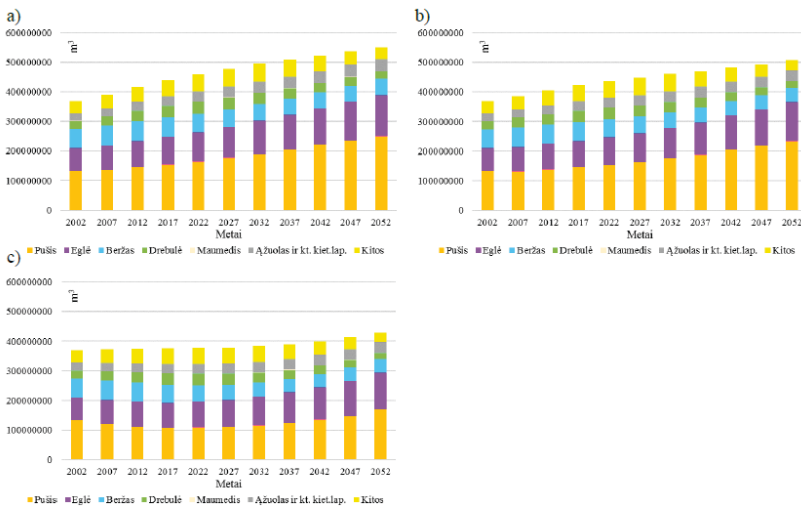 a)
m³
600000000
500000000
400000000
300000000
200000000
100000000
0
2002 2007 2012 2017 2022 2027 2032 2037 2042 2047 2052
Metai
Pušis Eglė Beržas Drebulė Maumedis Ąžuolas ir kt. kiet.lap. Kitos
b)
m³
600000000
500000000
400000000
300000000
200000000
100000000
0
2002 2007 2012 2017 2022 2027 2032 2037 2042 2047 2052
Metai
Pušis Eglė Beržas Drebulė Maumedis Ąžuolas ir kt. kiet.lap. Kitos
c)
m³
600000000
500000000
400000000
300000000
200000000
100000000
0
2002 2007 2012 2017 2022 2027 2032 2037 2042 2047 2052
Metai
Pušis Eglė Beržas Drebulė Maumedis Ąžuolas ir kt. kiet.lap. Kitos